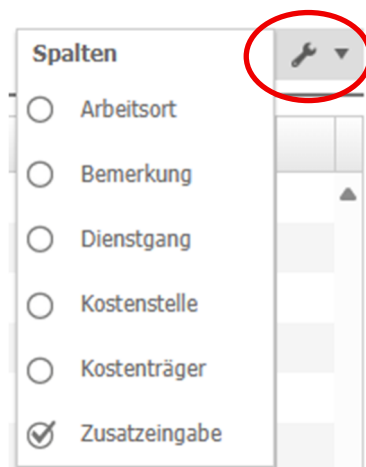 Spalten
Arbeitsort
Bemerkung
Dienstgang
Kostenstelle
Kostenträger
Zusatzeingabe